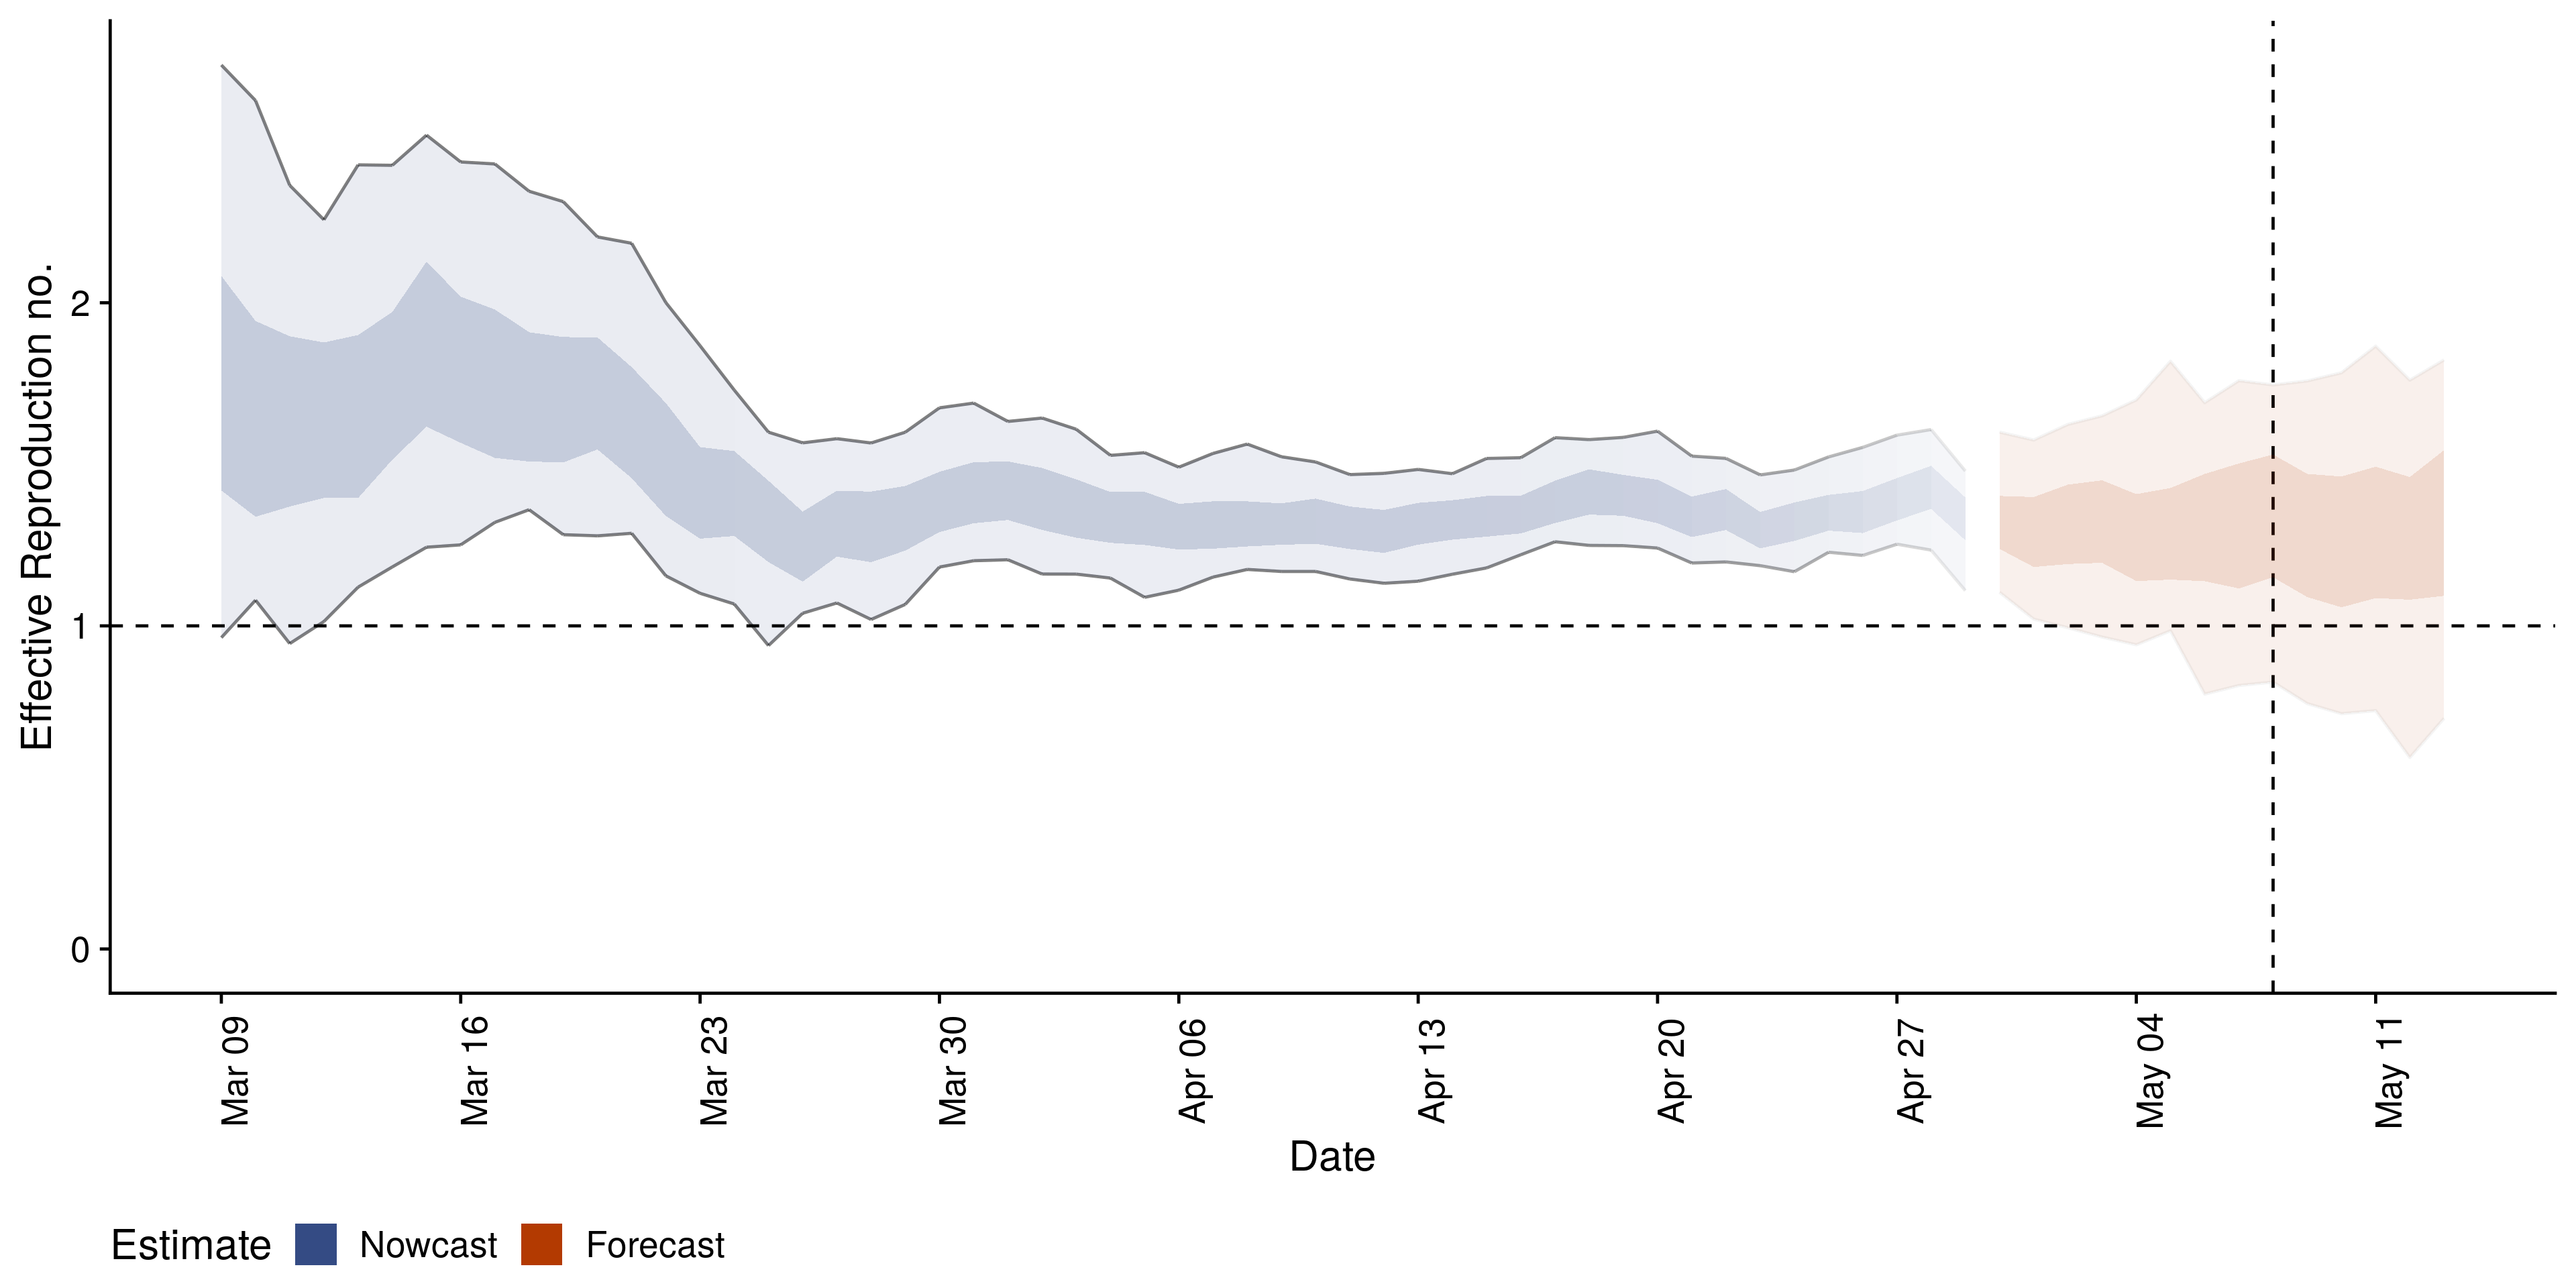 Effective Reproduction no.
2
1
0
Mar 09
Mar 16
Mar 23
Mar 30
Apr 06
Apr 13
Apr 20
Apr 27
May 04
May 11
Date
Estimate Nowcast Forecast